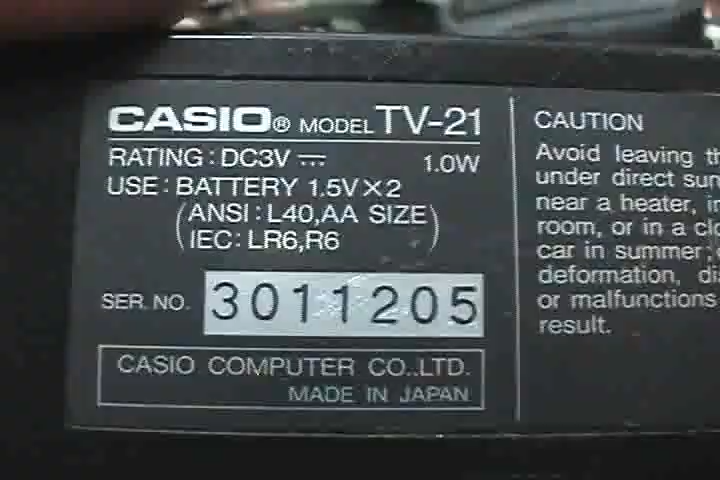 CASIO® MODEL TV-21
RATING : DC3V ⎓ 1.0W
USE : BATTERY 1.5V×2
(ANSI : L40,AA SIZE
IEC : LR6,R6)
SER. NO. 3011205
CASIO COMPUTER CO.,LTD.
MADE IN JAPAN
CAUTION
Avoid leaving
under direct
near a heater,
room, or in a
car in summer;
deformation,
or malfunctions
result.